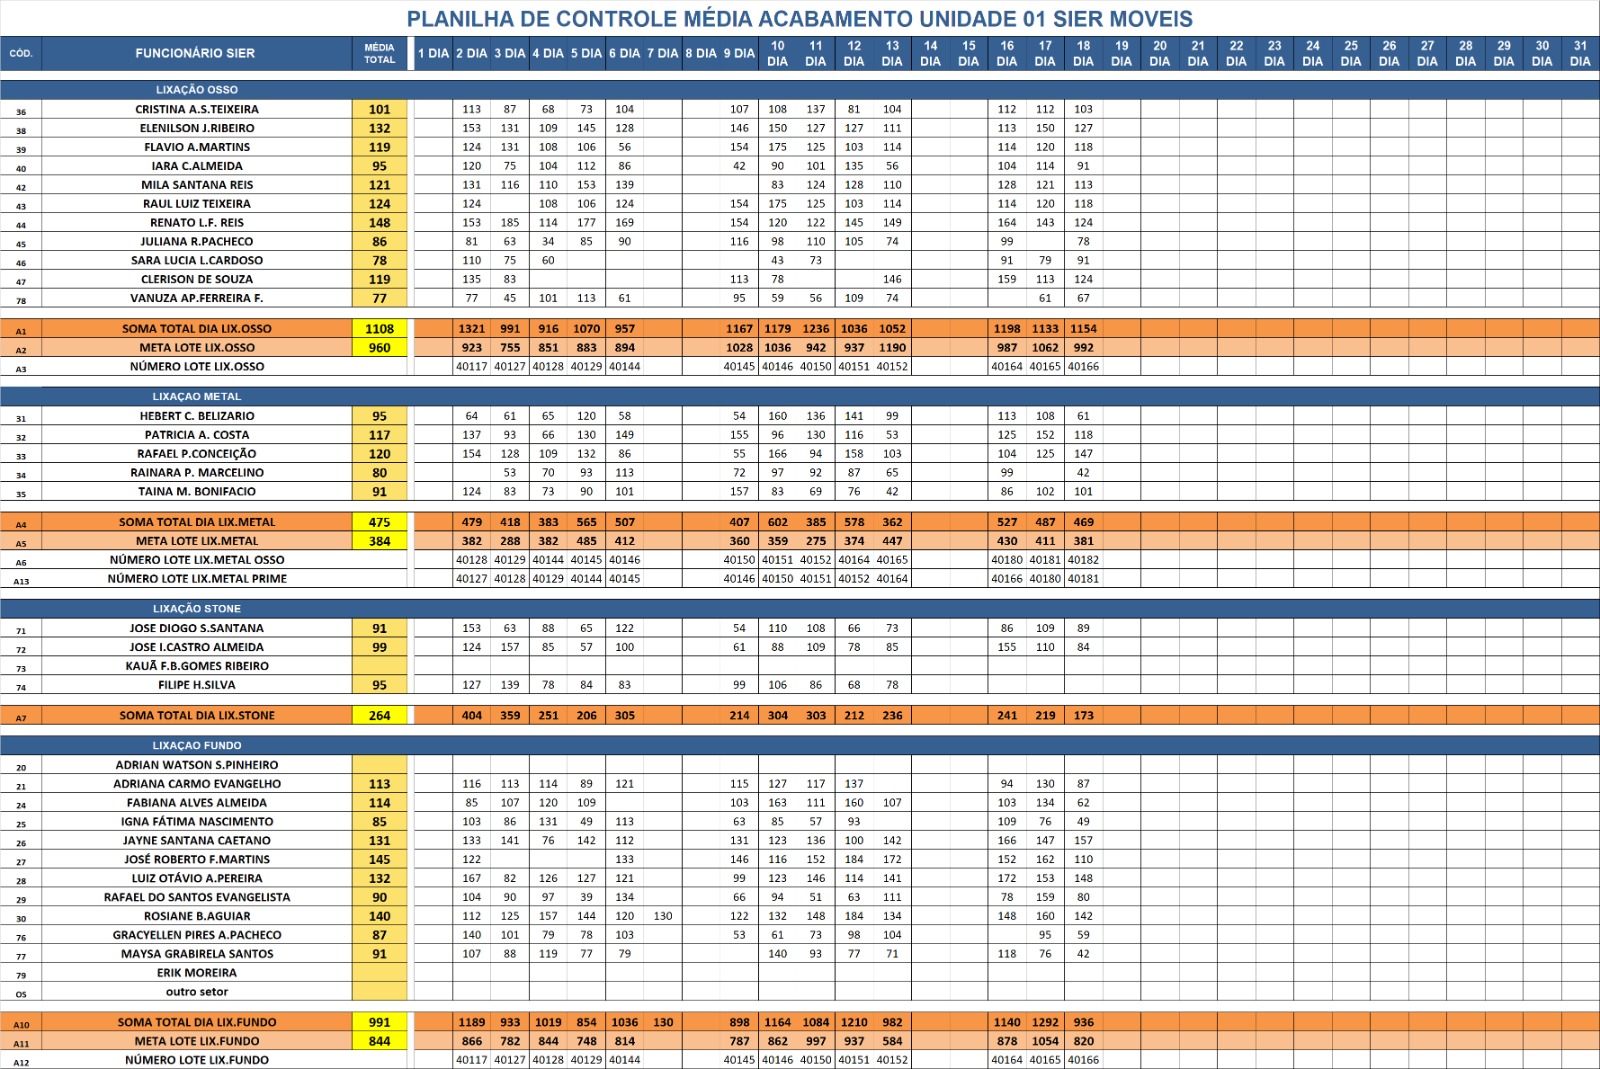 PLANILHA DE CONTROLE MÉDIA ACABAMENTO UNIDADE 01 SIER MOVEIS
CÓD. FUNCIONÁRIO SIER MÉDIA TOTAL 1 DIA 2 DIA 3 DIA 4 DIA 5 DIA 6 DIA 7 DIA 8 DIA 9 DIA 10 DIA 11 DIA 12 DIA 13 DIA 14 DIA 15 DIA 16 DIA 17 DIA 18 DIA 19 DIA 20 DIA 21 DIA 22 DIA 23 DIA 24 DIA 25 DIA 26 DIA 27 DIA 28 DIA 29 DIA 30 DIA 31 DIA
LIXAÇÃO OSSO
36 CRISTINA A.S.TEIXEIRA 101 113 87 68 73 104 107 108 137 81 104 112 112 103
38 ELENILSON J.RIBEIRO 132 153 131 109 145 128 146 150 127 127 111 113 150 127
39 FLAVIO A.MARTINS 119 124 131 108 106 56 154 175 125 103 114 114 120 118
40 IARA C.ALMEIDA 95 120 75 104 112 86 42 90 101 135 56 104 114 91
42 MILA SANTANA REIS 121 131 116 110 153 139 83 124 128 110 128 121 113
43 RAUL LUIZ TEIXEIRA 124 124 108 106 124 154 175 125 103 114 114 120 118
44 RENATO L.F. REIS 148 153 185 114 177 169 154 120 122 145 149 164 143 124
45 JULIANA R.PACHECO 86 81 63 34 85 90 116 98 110 105 74 99 78
46 SARA LUCIA L.CARDOSO 78 110 75 60 43 73 91 79 91
47 CLERISON DE SOUZA 119 135 83 113 78 146 159 113 124
78 VANUZA AP.FERREIRA F. 77 77 45 101 113 61 95 59 56 109 74 61 67
A1 SOMA TOTAL DIA LIX.OSSO 1108 1321 991 916 1070 957 1167 1179 1236 1036 1052 1198 1133 1154
A2 META LOTE LIX.OSSO 960 923 755 851 883 894 1028 1036 942 937 1190 987 1062 992
A3 NÚMERO LOTE LIX.OSSO 40117 40127 40128 40129 40144 40145 40146 40150 40151 40152 40164 40165 40166
LIXAÇAO METAL
31 HEBERT C. BELIZARIO 95 64 61 65 120 58 54 160 136 141 99 113 108 61
32 PATRICIA A. COSTA 117 137 93 66 130 149 155 96 130 116 53 125 152 118
33 RAFAEL P.CONCEIÇÃO 120 154 128 109 132 86 55 166 94 158 103 104 125 147
34 RAINARA P. MARCELINO 80 53 70 93 113 72 97 92 87 65 99 42
35 TAINA M. BONIFACIO 91 124 83 73 90 101 157 83 69 76 42 86 102 101
A4 SOMA TOTAL DIA LIX.METAL 475 479 418 383 565 507 407 602 385 578 362 527 487 469
A5 META LOTE LIX.METAL 384 382 288 382 485 412 360 359 275 374 447 430 411 381
A6 NÚMERO LOTE LIX.METAL OSSO 40128 40129 40144 40145 40146 40150 40151 40152 40164 40165 40180 40181 40182
A13 NÚMERO LOTE LIX.METAL PRIME 40127 40128 40129 40144 40145 40146 40150 40151 40152 40164 40166 40180 40181
LIXAÇÃO STONE
71 JOSE DIOGO S.SANTANA 91 153 63 88 65 122 54 110 108 66 73 86 109 89
72 JOSE I.CASTRO ALMEIDA 99 124 157 85 57 100 61 88 109 78 85 155 110 84
73 KAUÃ F.B.GOMES RIBEIRO
74 FILIPE H.SILVA 95 127 139 78 84 83 99 106 86 68 78
A7 SOMA TOTAL DIA LIX.STONE 264 404 359 251 206 305 214 304 303 212 236 241 219 173
LIXAÇAO FUNDO
20 ADRIAN WATSON S.PINHEIRO
21 ADRIANA CARMO EVANGELHO 113 116 113 114 89 121 115 127 117 137 94 130 87
24 FABIANA ALVES ALMEIDA 114 85 107 120 109 103 163 111 160 107 103 134 62
25 IGNA FÁTIMA NASCIMENTO 85 103 86 131 49 113 63 85 57 93 109 76 49
26 JAYNE SANTANA CAETANO 131 133 141 76 142 112 131 123 136 100 142 166 147 157
27 JOSÉ ROBERTO F.MARTINS 145 122 133 146 116 152 184 172 152 162 110
28 LUIZ OTÁVIO A.PEREIRA 132 167 82 126 127 121 99 123 146 114 141 172 153 148
29 RAFAEL DO SANTOS EVANGELISTA 90 104 90 97 39 134 66 94 51 63 111 78 159 80
30 ROSIANE B.AGUIAR 140 112 125 157 144 120 130 122 132 148 184 134 148 160 142
76 GRACYELLEN PIRES A.PACHECO 87 140 101 79 78 103 53 61 73 98 104 95 59
77 MAYSA GRABIRELA SANTOS 91 107 88 119 77 79 140 93 77 71 118 76 42
79 ERIK MOREIRA
OS outro setor
A10 SOMA TOTAL DIA LIX.FUNDO 991 1189 933 1019 854 1036 130 898 1164 1084 1210 982 1140 1292 936
A11 META LOTE LIX.FUNDO 844 866 782 844 748 814 787 862 997 937 584 878 1054 820
A12 NÚMERO LOTE LIX.FUNDO 40117 40127 40128 40129 40144 40145 40146 40150 40151 40152 40164 40165 40166